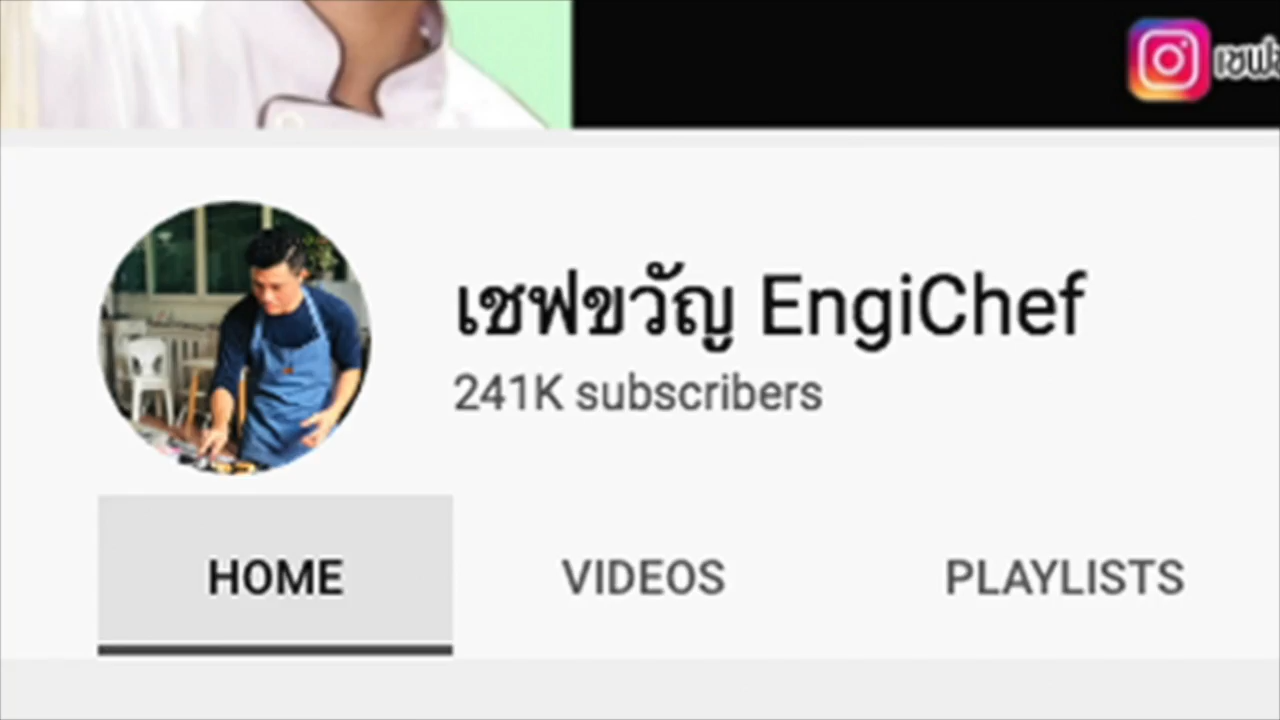 เชฟขวัญ EngiChef
241K subscribers
HOME VIDEOS PLAYLISTS